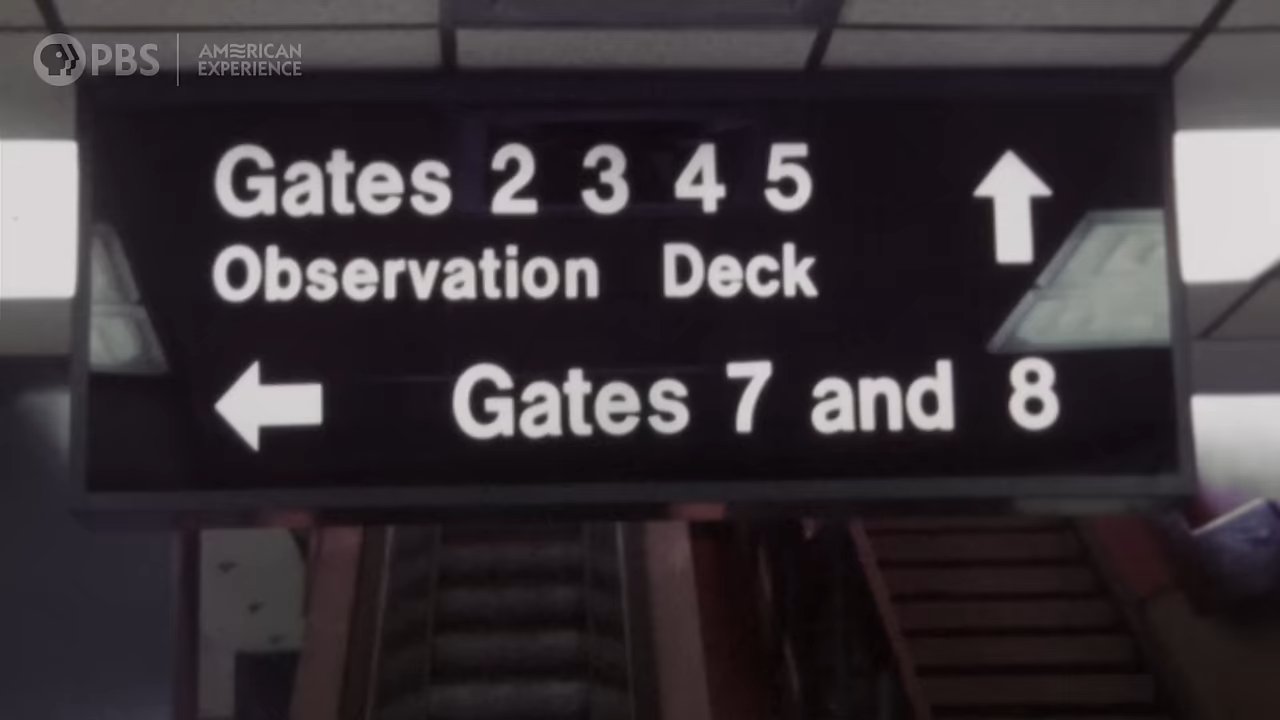 PBS
AMERICAN
EXPERIENCE
Gates 2 3 4 5
Observation Deck
Gates 7 and 8